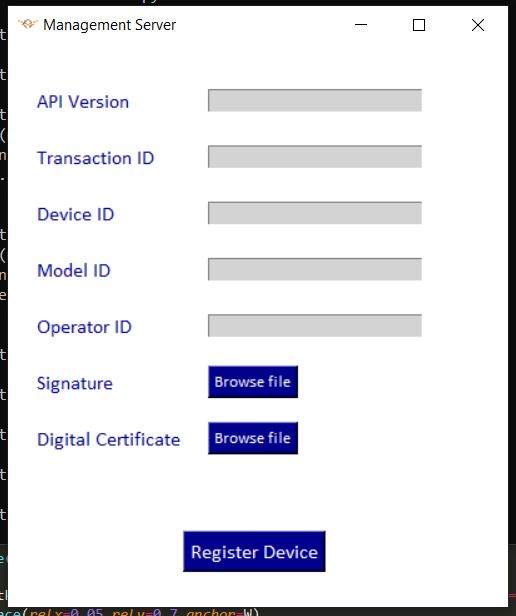 Management Server
API Version
Transaction ID
Device ID
Model ID
Operator ID
Signature
Browse file
Digital Certificate
Browse file
Register Device
ace(relx=0.05,rely=0.7,anchor=W)